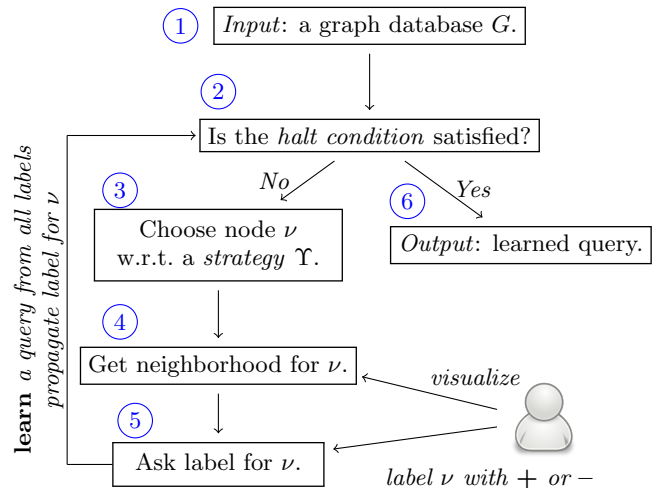 1
Input: a graph database G.
2
Is the halt condition satisfied?
No
Yes
3
Choose node ν
w.r.t. a strategy Υ.
6
Output: learned query.
4
Get neighborhood for ν.
visualize
5
Ask label for ν.
label ν with + or −
learn a query from all labels
propagate label for ν